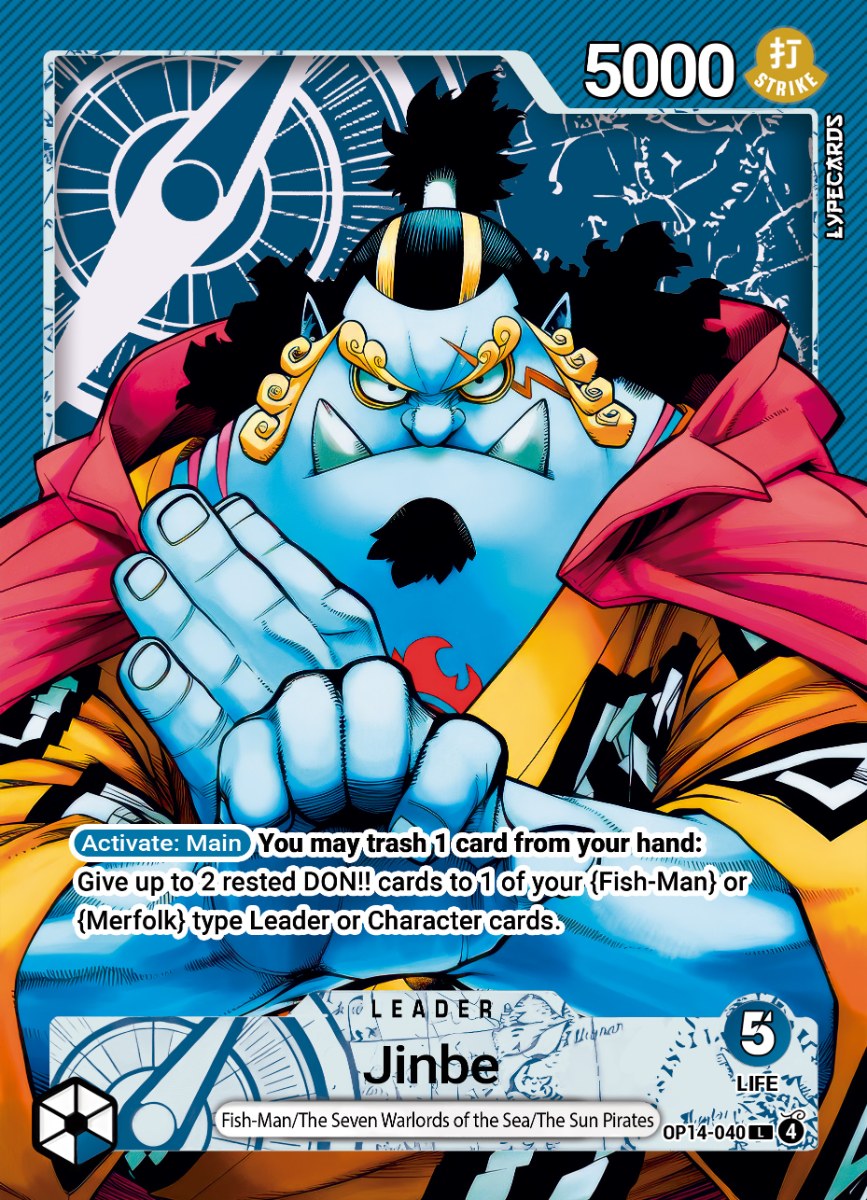 5000
打
STRIKE
LYPECARDS
Activate: Main You may trash 1 card from your hand:
Give up to 2 rested DON!! cards to 1 of your {Fish-Man} or
{Merfolk} type Leader or Character cards.
LEADER
Jinbe
5
LIFE
Fish-Man/The Seven Warlords of the Sea/The Sun Pirates
OP14-040 L 4